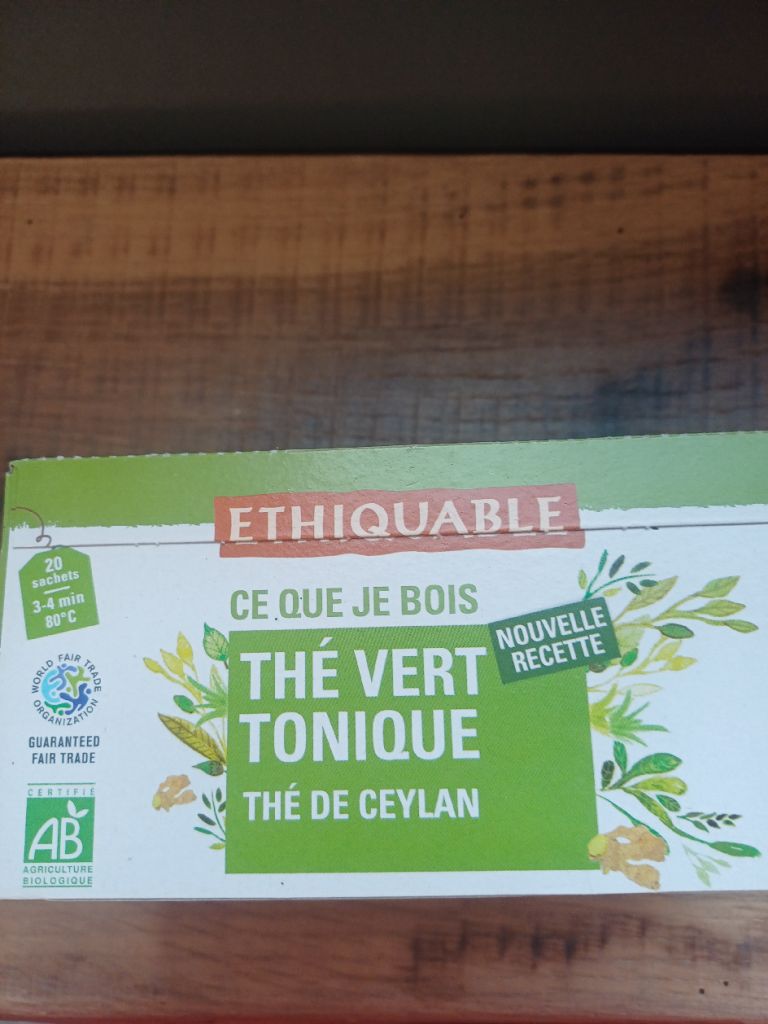 ETHIQUABLE
20
sachets
3-4 min
80°C
CE QUE JE BOIS
NOUVELLE
RECETTE
THÉ VERT
TONIQUE
THÉ DE CEYLAN
WORLD FAIR TRADE
ORGANIZATION
GUARANTEED
FAIR TRADE
CERTIFIÉ
AB
AGRICULTURE
BIOLOGIQUE